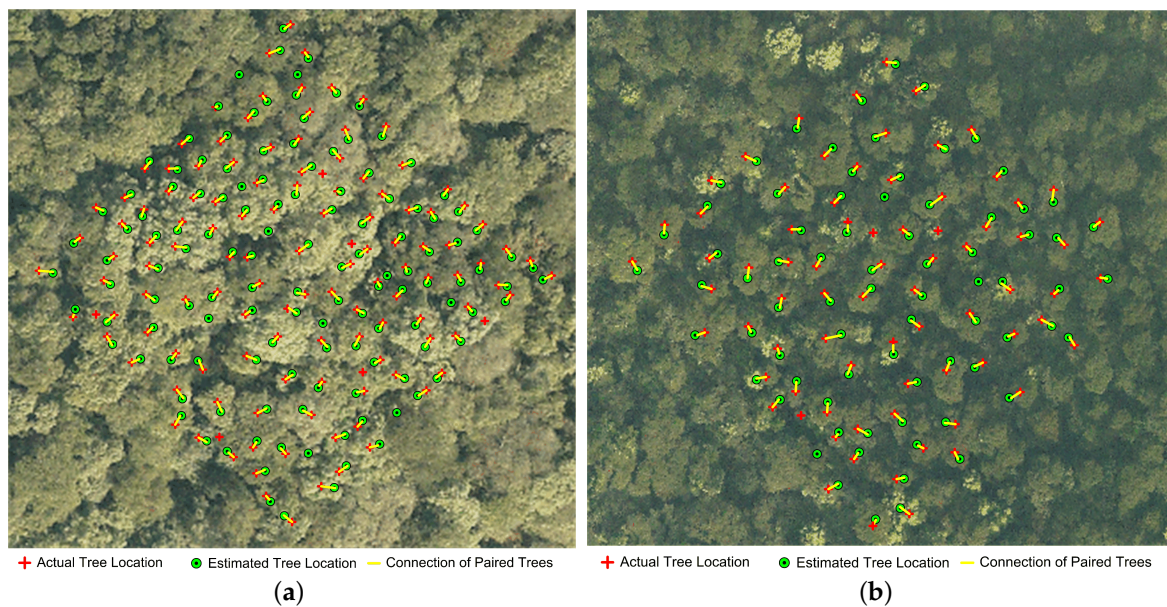 Actual Tree Location Estimated Tree Location Connection of Paired Trees
Actual Tree Location Estimated Tree Location Connection of Paired Trees
(a)
(b)